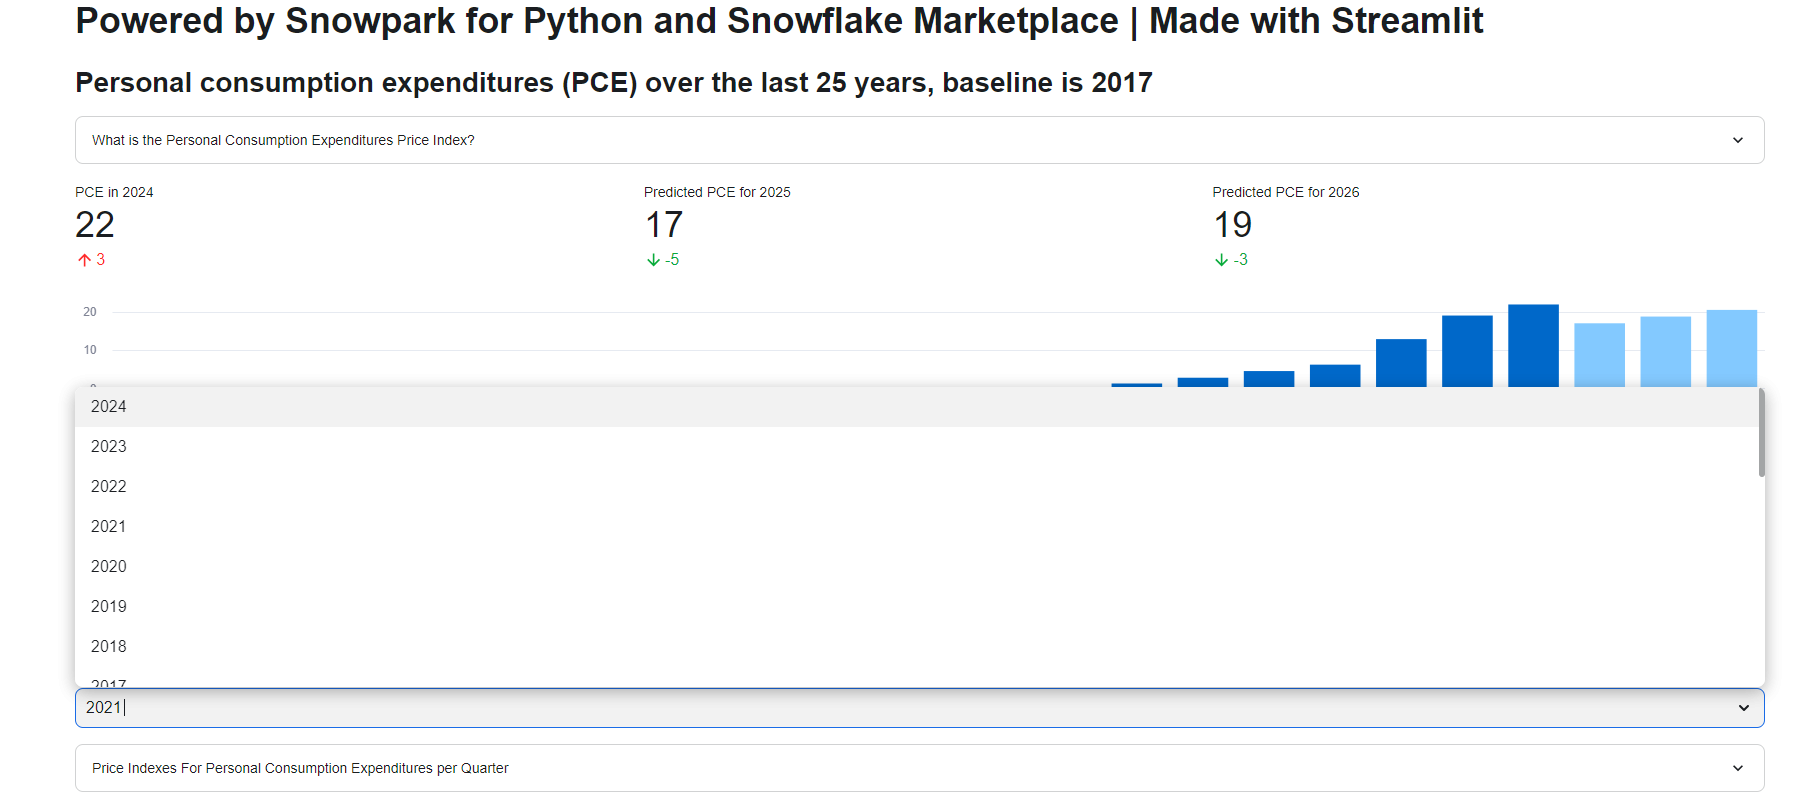 Powered by Snowpark for Python and Snowflake Marketplace | Made with Streamlit
Personal consumption expenditures (PCE) over the last 25 years, baseline is 2017
What is the Personal Consumption Expenditures Price Index?
PCE in 2024
22
↑ 3
Predicted PCE for 2025
17
↓ -5
Predicted PCE for 2026
19
↓ -3
20
10
0
2024
2023
2022
2021
2020
2019
2018
2017
2021
Price Indexes For Personal Consumption Expenditures per Quarter